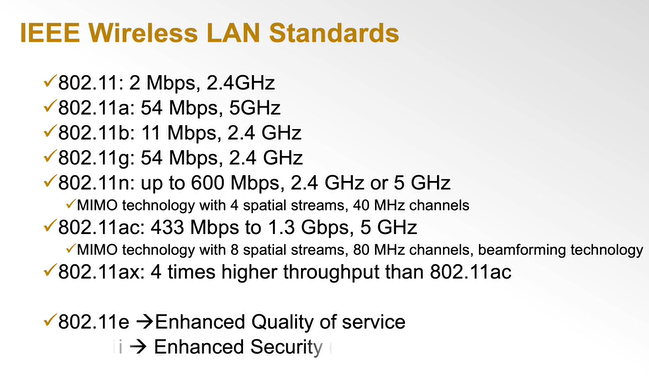 IEEE Wireless LAN Standards
✓802.11: 2 Mbps, 2.4GHz
✓802.11a: 54 Mbps, 5GHz
✓802.11b: 11 Mbps, 2.4 GHz
✓802.11g: 54 Mbps, 2.4 GHz
✓802.11n: up to 600 Mbps, 2.4 GHz or 5 GHz
✓MIMO technology with 4 spatial streams, 40 MHz channels
✓802.11ac: 433 Mbps to 1.3 Gbps, 5 GHz
✓MIMO technology with 8 spatial streams, 80 MHz channels, beamforming technology
✓802.11ax: 4 times higher throughput than 802.11ac
✓802.11e →Enhanced Quality of service
i → Enhanced Security